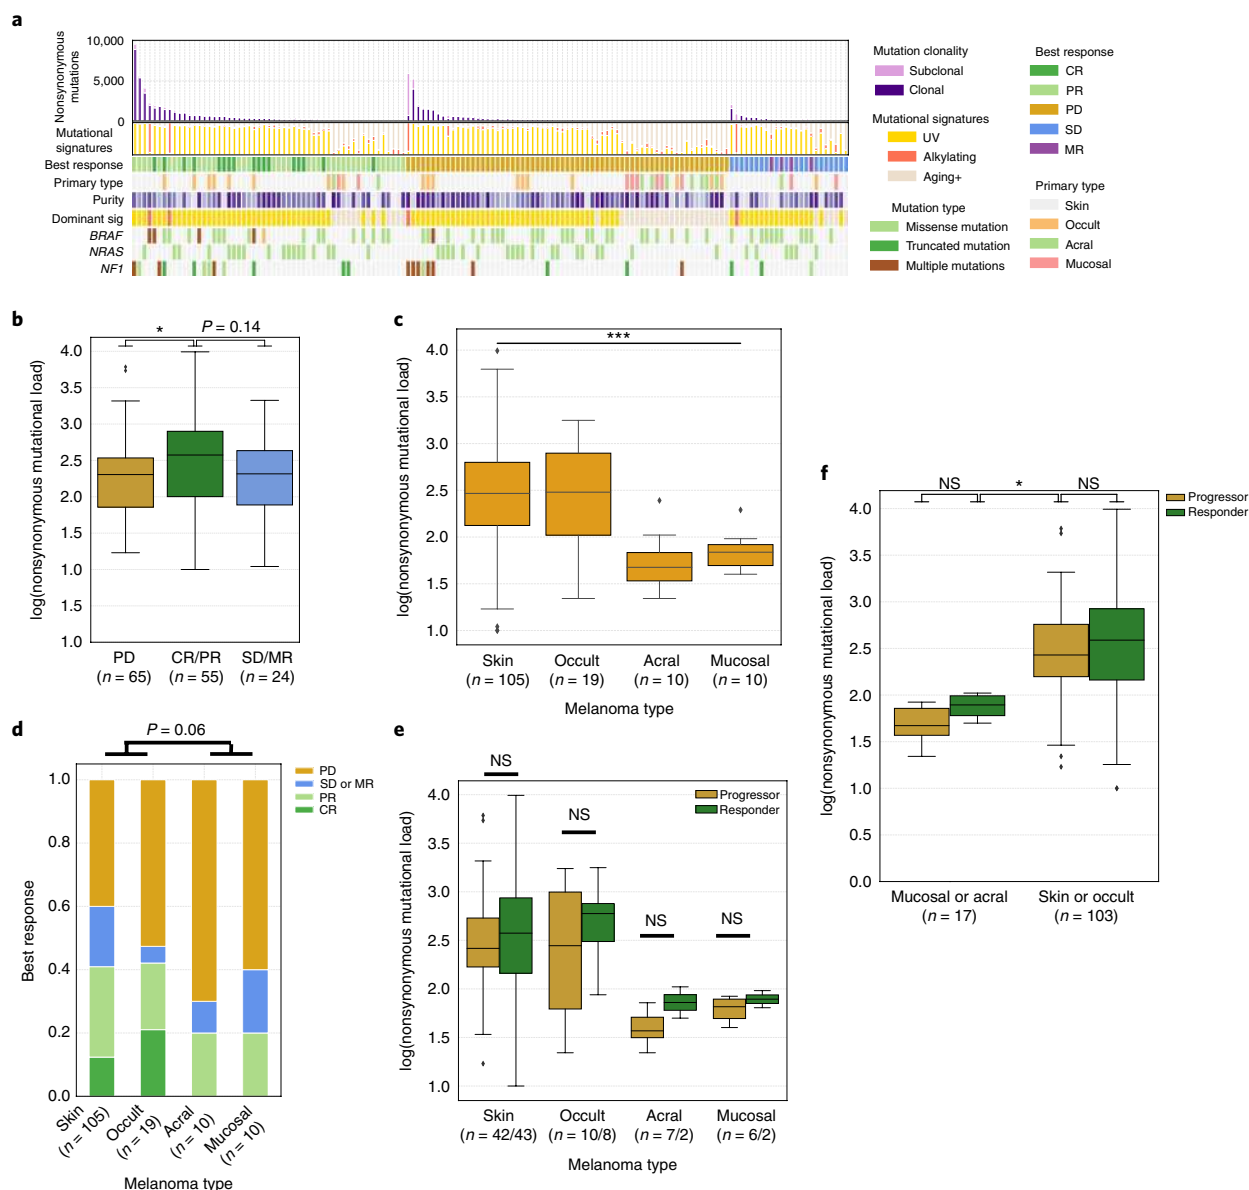 a
10,000
5,000
0
Nonsynonymous
mutations
Mutational
signatures
Best response
Primary type
Purity
Dominant sig
BRAF
NRAS
NF1
Mutation clonality
Subclonal
Clonal
Mutational signatures
UV
Alkylating
Aging+
Mutation type
Missense mutation
Truncated mutation
Multiple mutations
Best response
CR
PR
PD
SD
MR
Primary type
Skin
Occult
Acral
Mucosal
b
* P = 0.14
4.0
3.5
3.0
2.5
2.0
1.5
1.0
1.5
1.0
log(nonsynonymous mutational load)
PD CR/PR SD/MR
(n = 65) (n = 55) (n = 24)
c
***
4.0
3.5
3.0
2.5
2.0
1.5
1.0
log(nonsynonymous mutational load)
Skin Occult Acral Mucosal
(n = 105) (n = 19) (n = 10) (n = 10)
Melanoma type
d
P = 0.06
1.0
0.8
0.6
0.4
0.2
0.0
Best response
PD
SD or MR
PR
CR
Skin
(n = 105)
Occult
(n = 19)
Acral
(n = 10)
Mucosal
(n = 10)
Melanoma type
e
NS
NS
NS
NS
Progressor
Responder
4.0
3.5
3.0
2.5
2.0
1.5
1.0
log(nonsynonymous mutational load)
Skin Occult Acral Mucosal
(n = 42/43) (n = 10/8) (n = 7/2) (n = 6/2)
Melanoma type
f
NS * NS
Progressor
Responder
4.0
3.5
3.0
2.5
2.0
1.5
1.0
0.5
0.0
log(nonsynonymous mutational load)
Mucosal or acral Skin or occult
(n = 17) (n = 103)